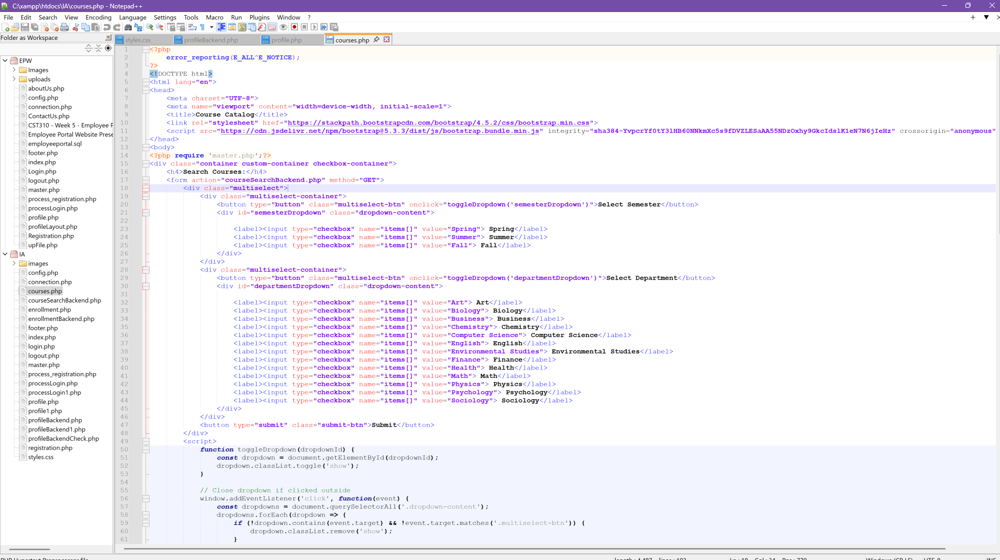 C:\xampp\htdocs\IA\courses.php - Notepad++
File Edit Search View Encoding Language Settings Tools Macro Run Plugins Window ?
Folder as Workspace
styles.css profileBackend.php profile.php courses.php
EPW
Images
uploads
aboutUs.php
config.php
connection.php
ContactUs.php
CST310 - Week 5 - Employee P
Employee Portal Website Prese
employeeportal.sql
footer.php
index.php
Login.php
logout.php
master.php
process_registration.php
processLogin.php
profile.php
profileLayout.php
Registration.php
upFile.php
IA
images
config.php
connection.php
courses.php
courseSearchBackend.php
enrollment.php
enrollmentBackend.php
footer.php
index.php
login.php
logout.php
master.php
process_registration.php
processLogin.php
processLogin1.php
profile.php
profile1.php
profileBackend.php
profileBackend1.php
profileBackendCheck.php
registration.php
styles.css
1 <?php
2 error_reporting(E_ALL^E_NOTICE);
3 ?>
4 <!DOCTYPE html>
5 <html lang="en">
6 <head>
7 <meta charset="UTF-8">
8 <meta name="viewport" content="width=device-width, initial-scale=1">
9 <title>Course Catalog</title>
10 <link rel="stylesheet" href="https://stackpath.bootstrapcdn.com/bootstrap/4.5.2/css/bootstrap.min.css">
11 <script src="https://cdn.jsdelivr.net/npm/bootstrap@5.3.3/dist/js/bootstrap.bundle.min.js" integrity="sha384-YvpcrYf0tY3lHB60NNkmXc5s9fDVZLESaAA55NDzOxhy9GkcIdslK1eN7N6jIeHz" crossorigin="anonymous"
12 </head>
13 <body>
14 <?php require 'master.php';?>
15 <div class="container custom-container checkbox-container">
16 <h4>Search Courses:</h4>
17 <form action="courseSearchBackend.php" method="GET">
18 <div class="multiselect">
19 <div class="multiselect-container">
20 <button type="button" class="multiselect-btn" onclick="toggleDropdown('semesterDropdown')">Select Semester</button>
21 <div id="semesterDropdown" class="dropdown-content">
22
23 <label><input type="checkbox" name="items[]" value="Spring"> Spring</label>
24 <label><input type="checkbox" name="items[]" value="Summer"> Summer</label>
25 <label><input type="checkbox" name="items[]" value="Fall"> Fall</label>
26 </div>
27 </div>
28 <div class="multiselect-container">
29 <button type="button" class="multiselect-btn" onclick="toggleDropdown('departmentDropdown')">Select Department</button>
30 <div id="departmentDropdown" class="dropdown-content">
31
32 <label><input type="checkbox" name="items[]" value="Art"> Art</label>
33 <label><input type="checkbox" name="items[]" value="Biology"> Biology</label>
34 <label><input type="checkbox" name="items[]" value="Business"> Business</label>
35 <label><input type="checkbox" name="items[]" value="Chemistry"> Chemistry</label>
36 <label><input type="checkbox" name="items[]" value="Computer Science"> Computer Science</label>
37 <label><input type="checkbox" name="items[]" value="English"> English</label>
38 <label><input type="checkbox" name="items[]" value="Environmental Studies"> Environmental Studies</label>
39 <label><input type="checkbox" name="items[]" value="Finance"> Finance</label>
40 <label><input type="checkbox" name="items[]" value="Health"> Health</label>
41 <label><input type="checkbox" name="items[]" value="Math"> Math</label>
42 <label><input type="checkbox" name="items[]" value="Physics"> Physics</label>
43 <label><input type="checkbox" name="items[]" value="Psychology"> Psychology</label>
44 <label><input type="checkbox" name="items[]" value="Sociology"> Sociology</label>
45 </div>
46 </div>
47 <button type="submit" class="submit-btn">Submit</button>
48 </div>
49 <script>
50 function toggleDropdown(dropdownId) {
51 const dropdown = document.getElementById(dropdownId);
52 dropdown.classList.toggle('show');
53 }
54
55 // Close dropdown if clicked outside
56 window.addEventListener('click', function(event) {
57 const dropdowns = document.querySelectorAll('.dropdown-content');
58 dropdowns.forEach(dropdown => {
59 if (!dropdown.contains(event.target) && !event.target.matches('.multiselect-btn')) {
60 dropdown.classList.remove('show');
61 }